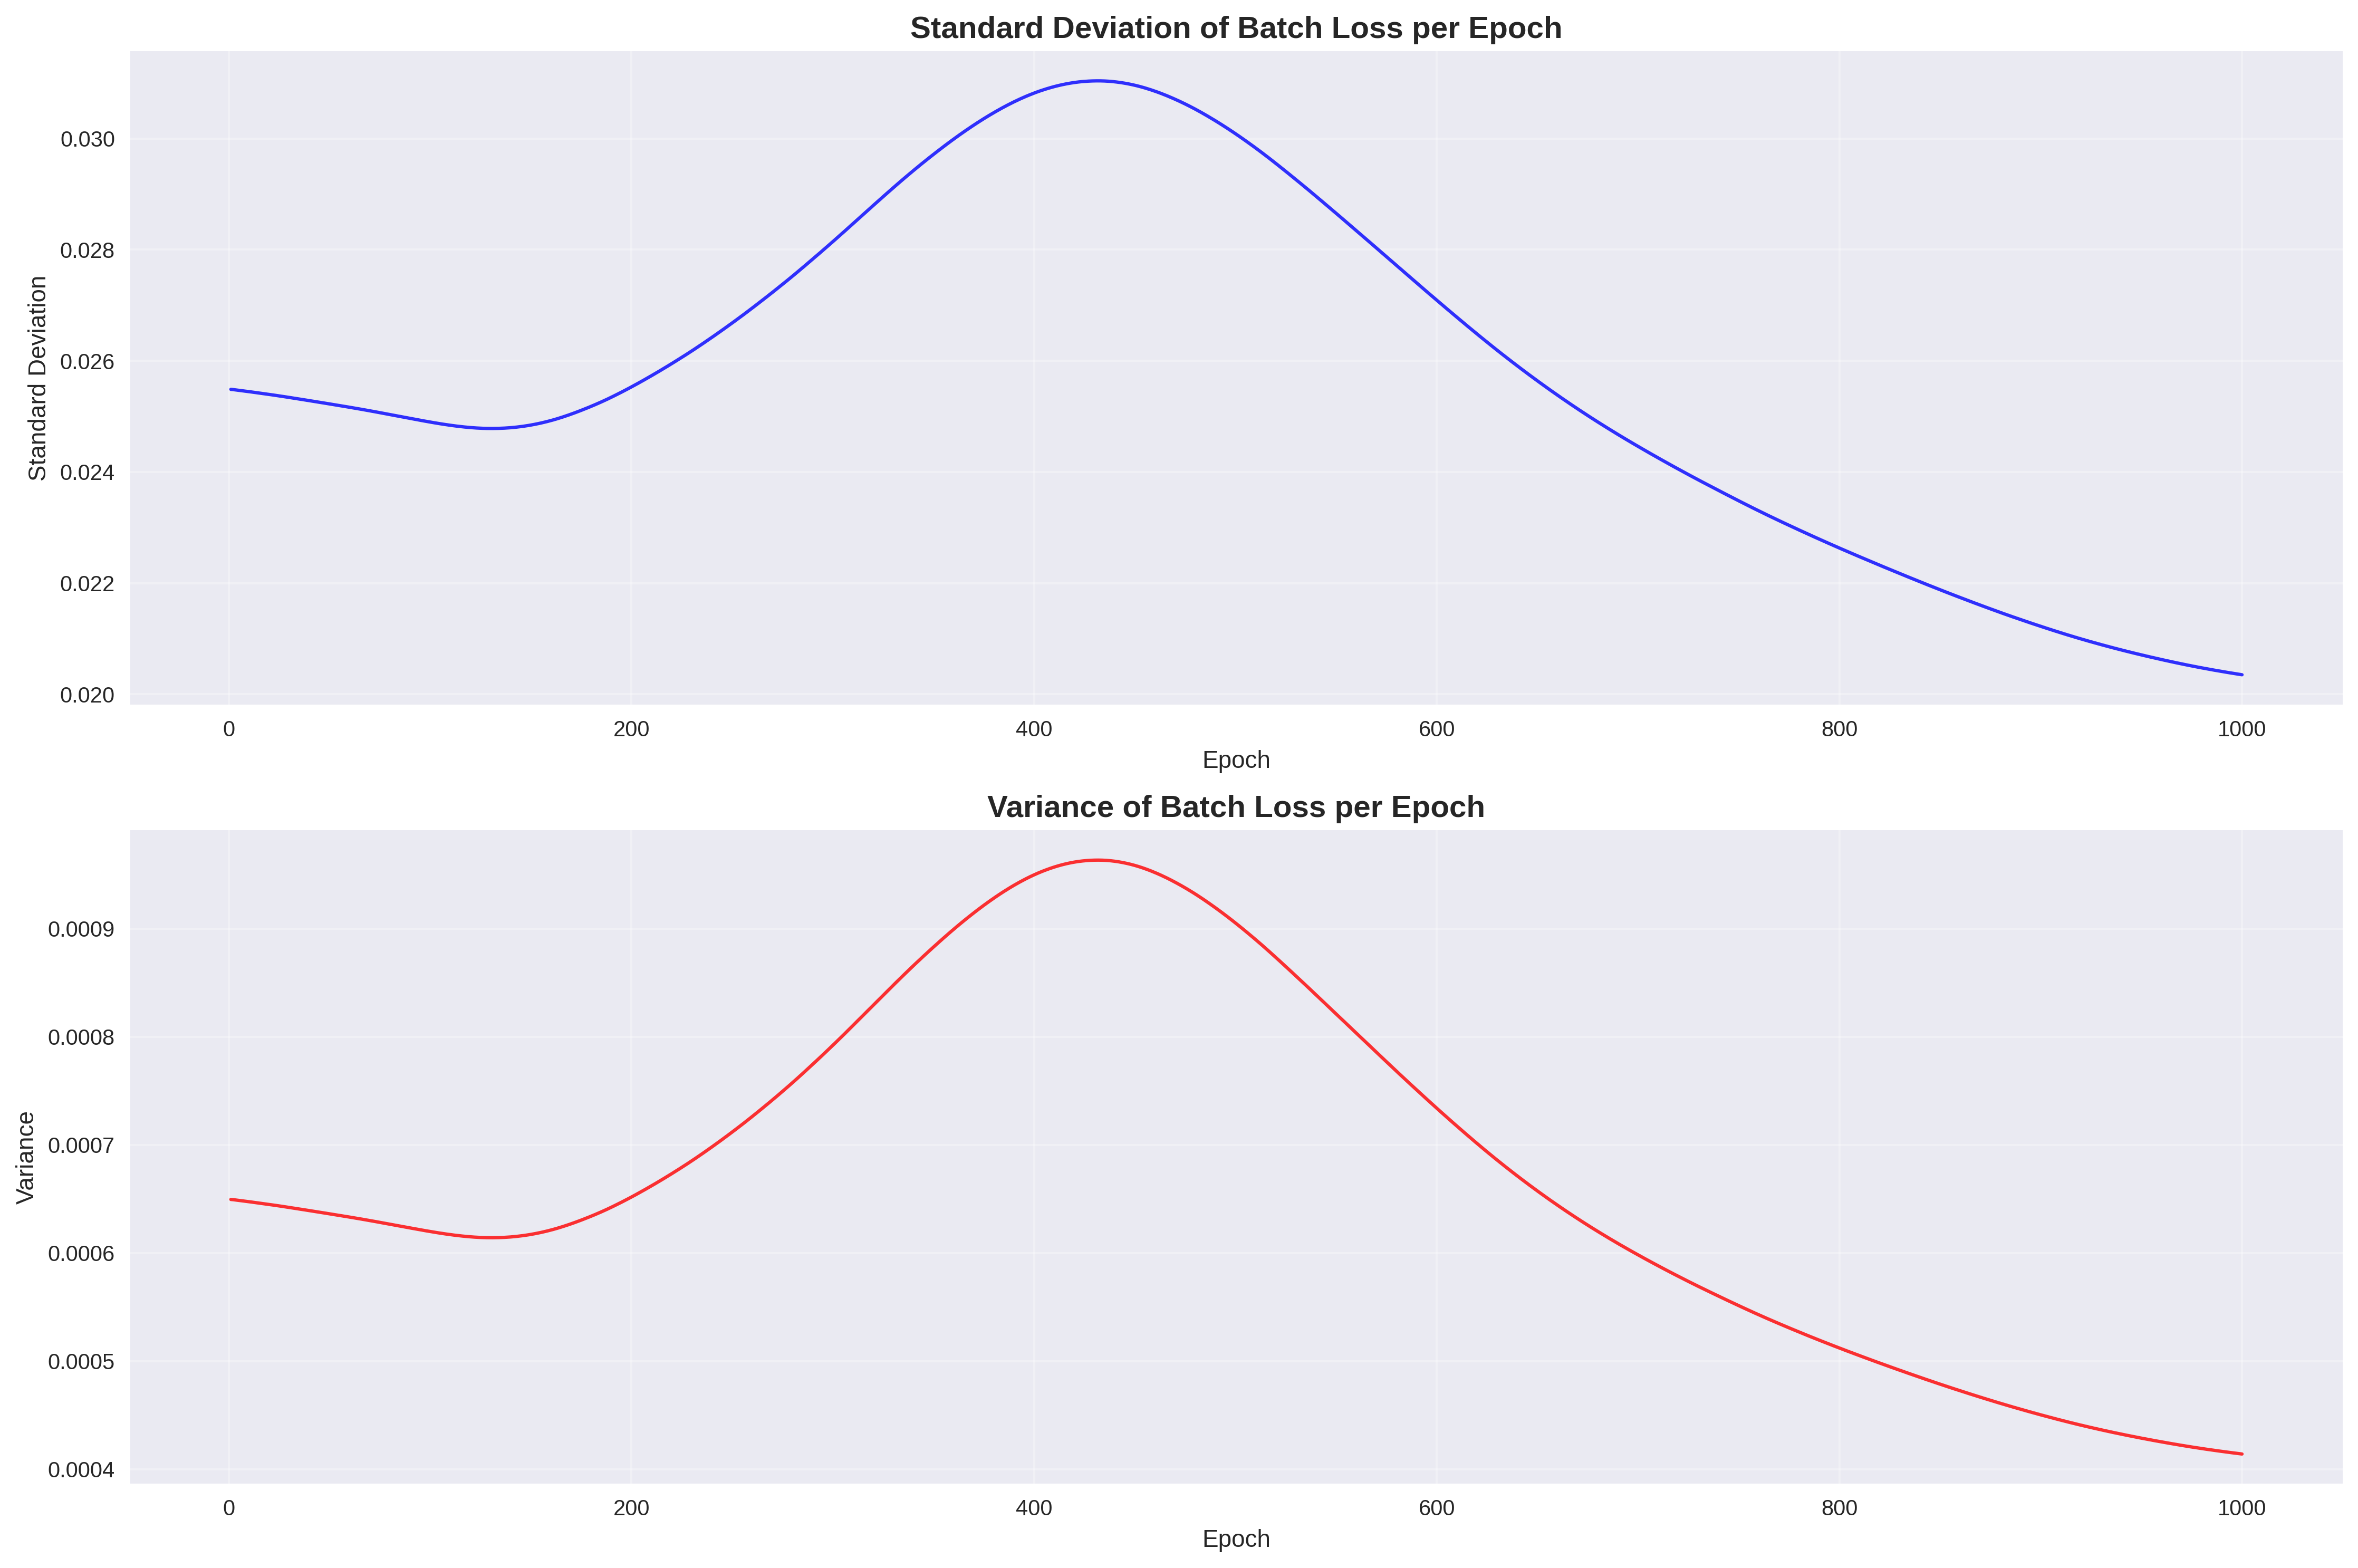 Standard Deviation of Batch Loss per Epoch
Standard Deviation
0.030
0.028
0.026
0.024
0.022
0.020
0 200 400 600 800 1000
Epoch
Variance of Batch Loss per Epoch
Variance
0.0009
0.0008
0.0007
0.0006
0.0005
0.0004
0 200 400 600 800 1000
Epoch